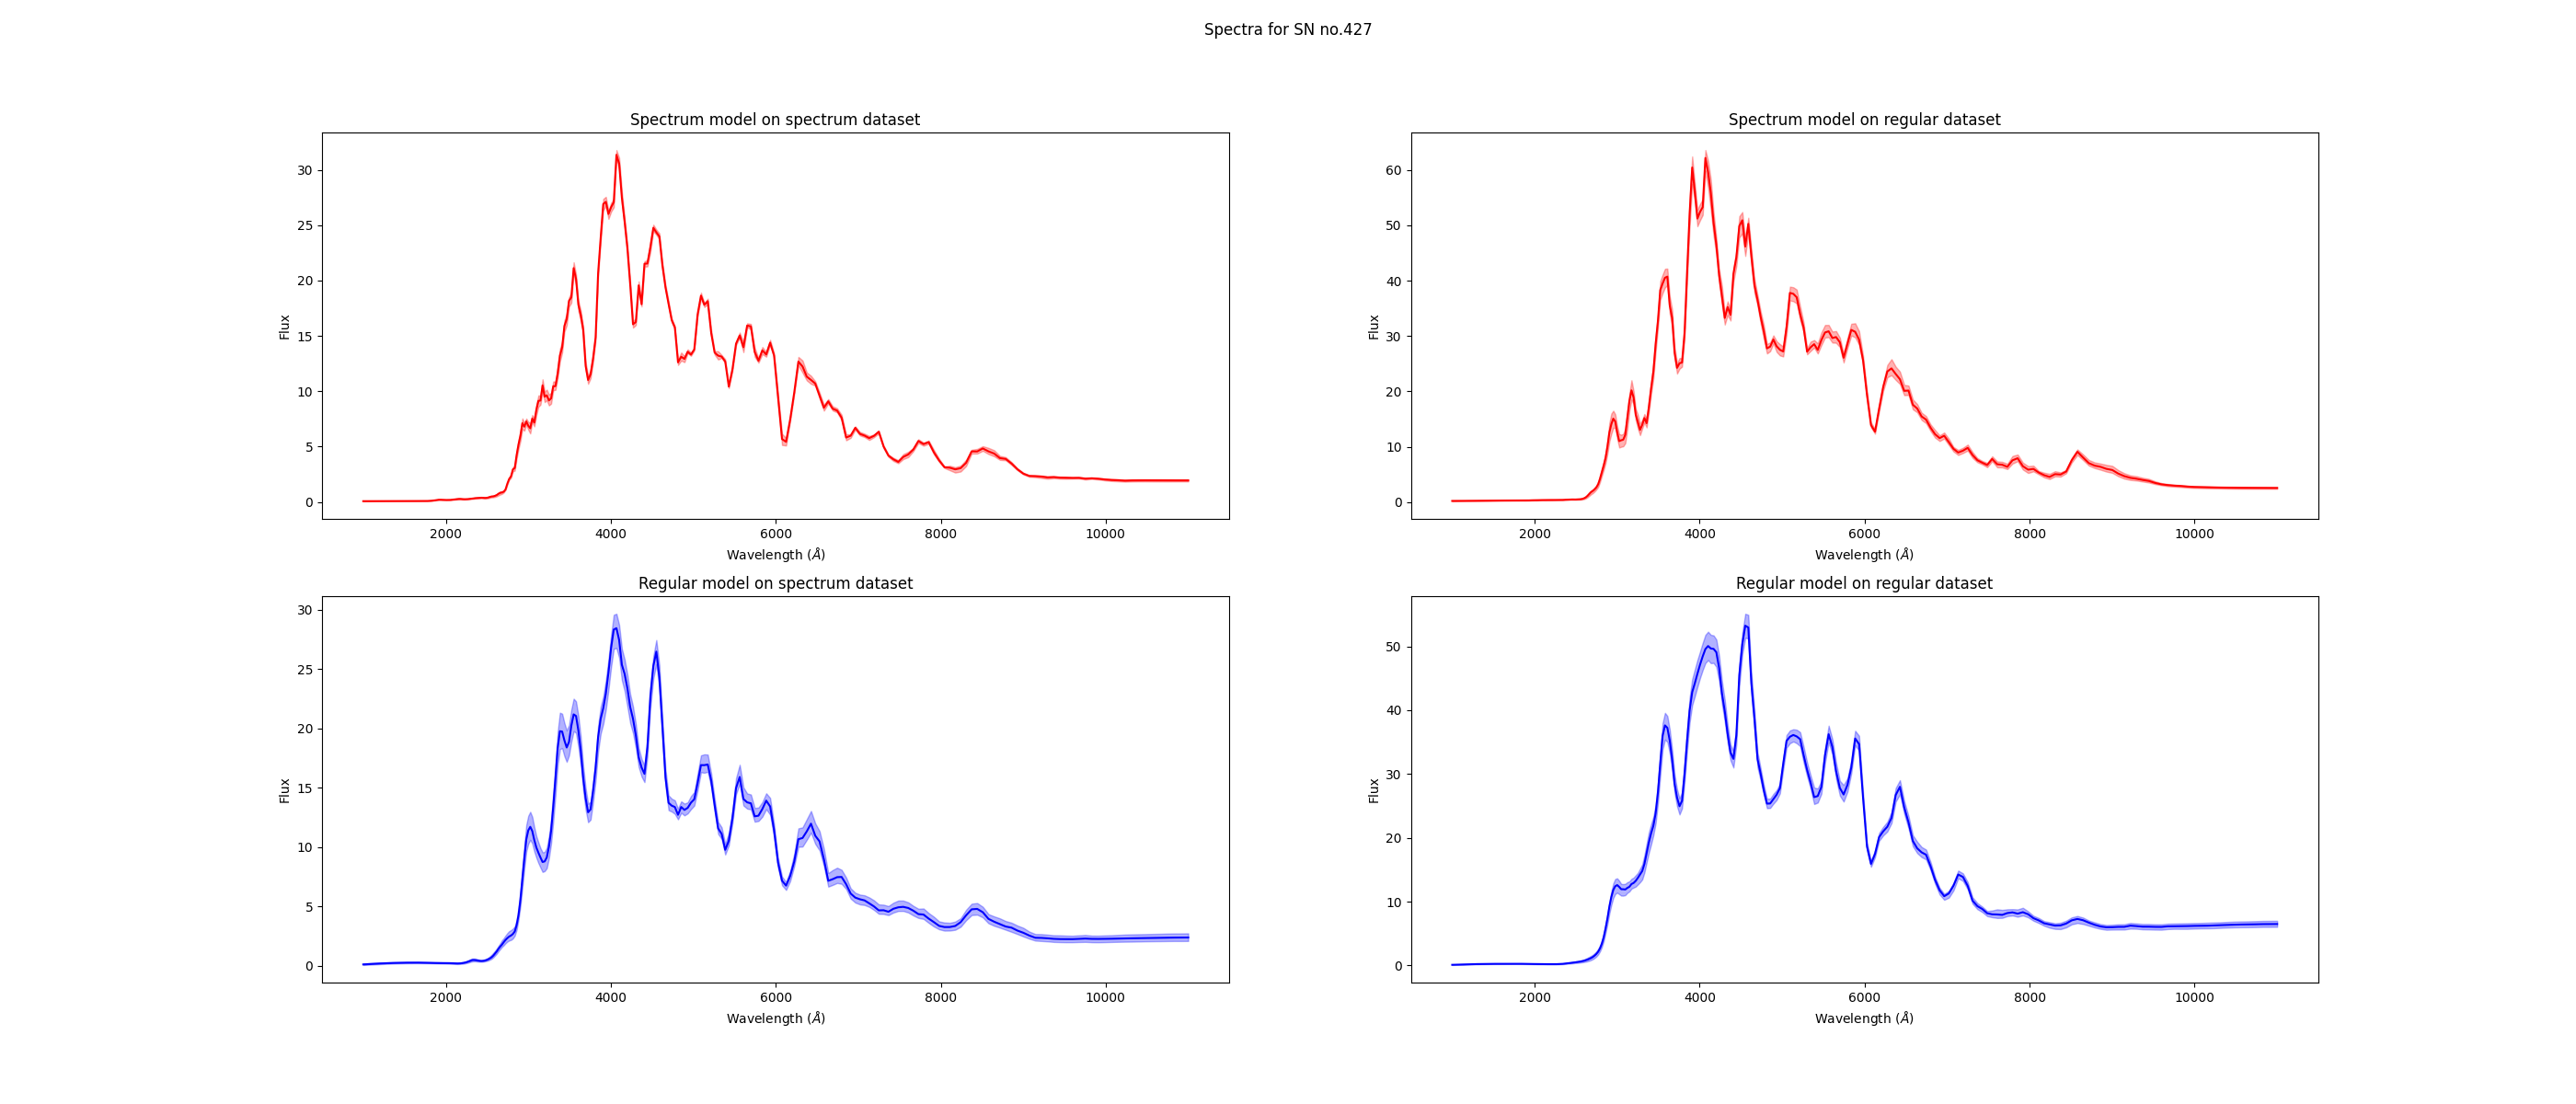 Spectra for SN no.427
Spectrum model on spectrum dataset
30
25
20
15
10
5
0
Flux
2000 4000 6000 8000 10000
Wavelength (Å)
Spectrum model on regular dataset
60
50
40
30
20
10
0
Flux
2000 4000 6000 8000 10000
Wavelength (Å)
Regular model on spectrum dataset
30
25
20
15
10
5
0
Flux
2000 4000 6000 8000 10000
Wavelength (Å)
Regular model on regular dataset
50
40
30
20
10
0
Flux
2000 4000 6000 8000 10000
Wavelength (Å)